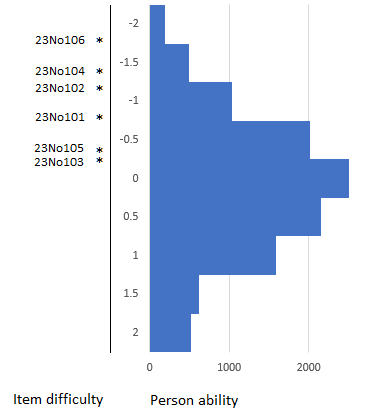 -2
23No106 *
-1.5
23No104 *
23No102 *
-1
23No101 *
-0.5
23No105 *
23No103 *
0
0.5
1
1.5
2
0 1000 2000
Item difficulty Person ability